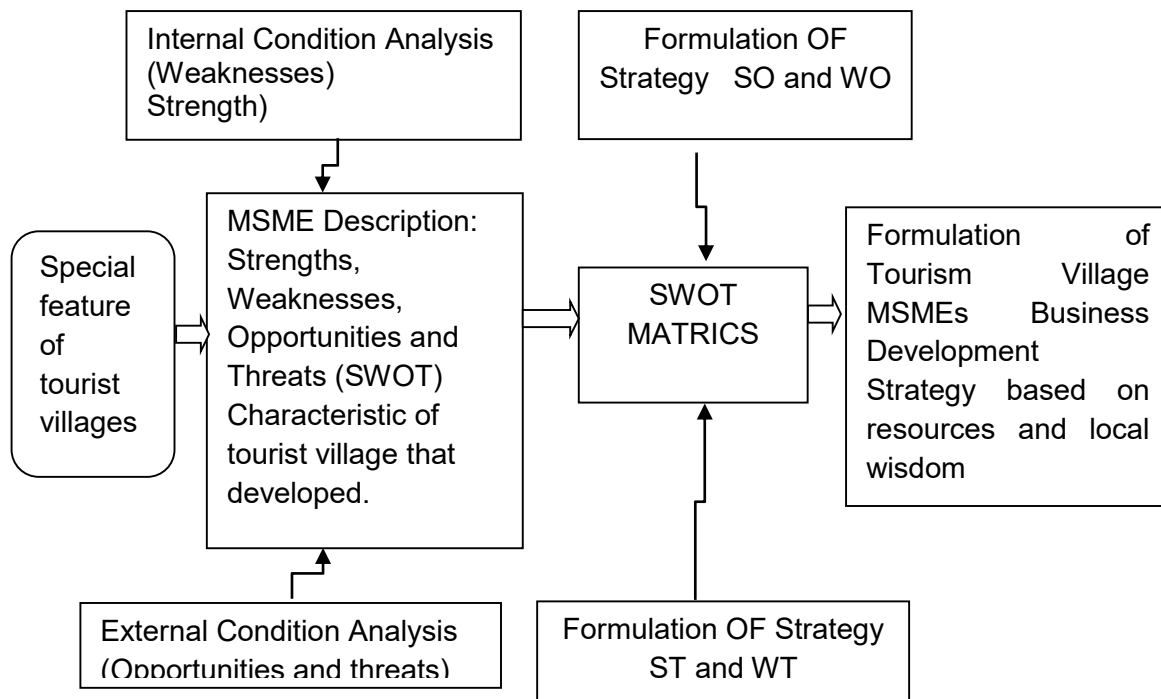 Internal Condition Analysis
(Weaknesses)
Strength)
Formulation OF
Strategy SO and WO
Special
feature
of
tourist
villages
MSME Description:
Strengths,
Weaknesses,
Opportunities and
Threats (SWOT)
Characteristic of
tourist village that
developed.
SWOT
MATRICS
Formulation of
Tourism Village
MSMEs Business
Development
Strategy based on
resources and local
wisdom
External Condition Analysis
(Opportunities and threats)
Formulation OF Strategy
ST and WT